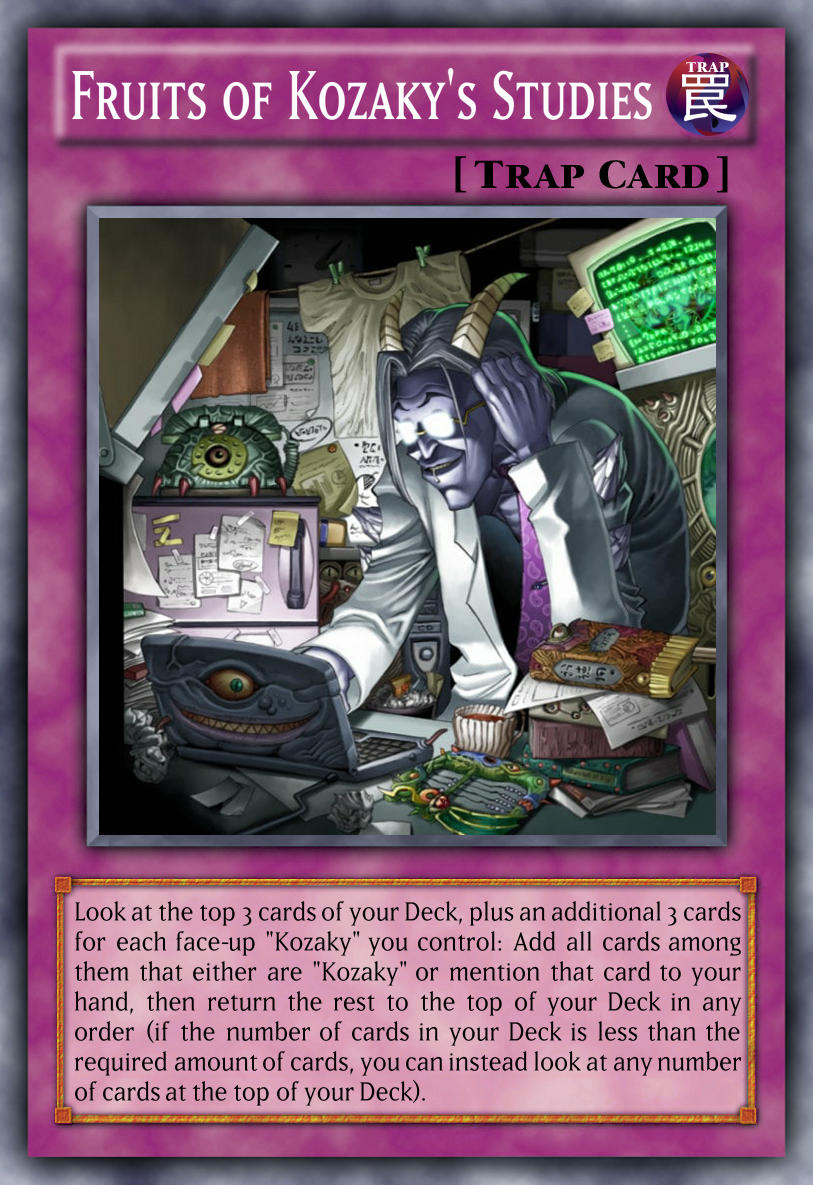 Fruits of Kozaky's Studies
TRAP
罠
[Trap Card]
Look at the top 3 cards of your Deck, plus an additional 3 cards
for each face-up "Kozaky" you control: Add all cards among
them that either are "Kozaky" or mention that card to your
hand, then return the rest to the top of your Deck in any
order (if the number of cards in your Deck is less than the
required amount of cards, you can instead look at any number
of cards at the top of your Deck).